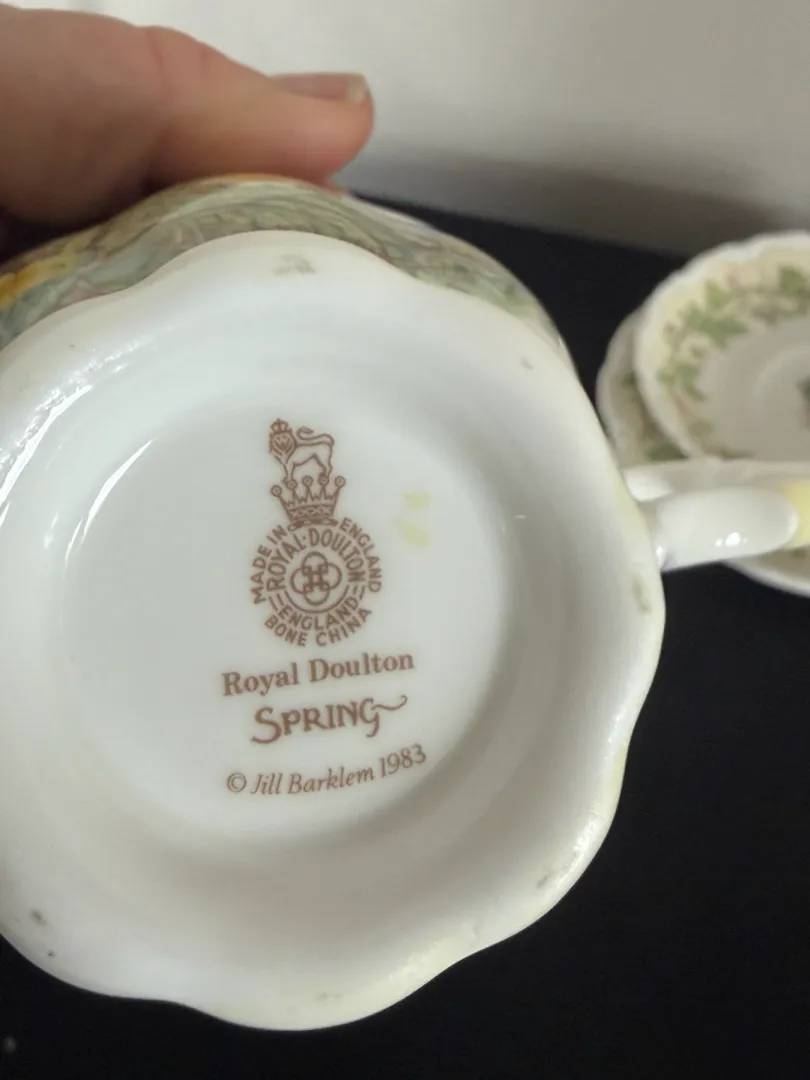 MADE IN ENGLAND
ROYAL·DOULTON
ENGLAND
BONE CHINA
Royal Doulton
SPRING
© Jill Barklem 1983